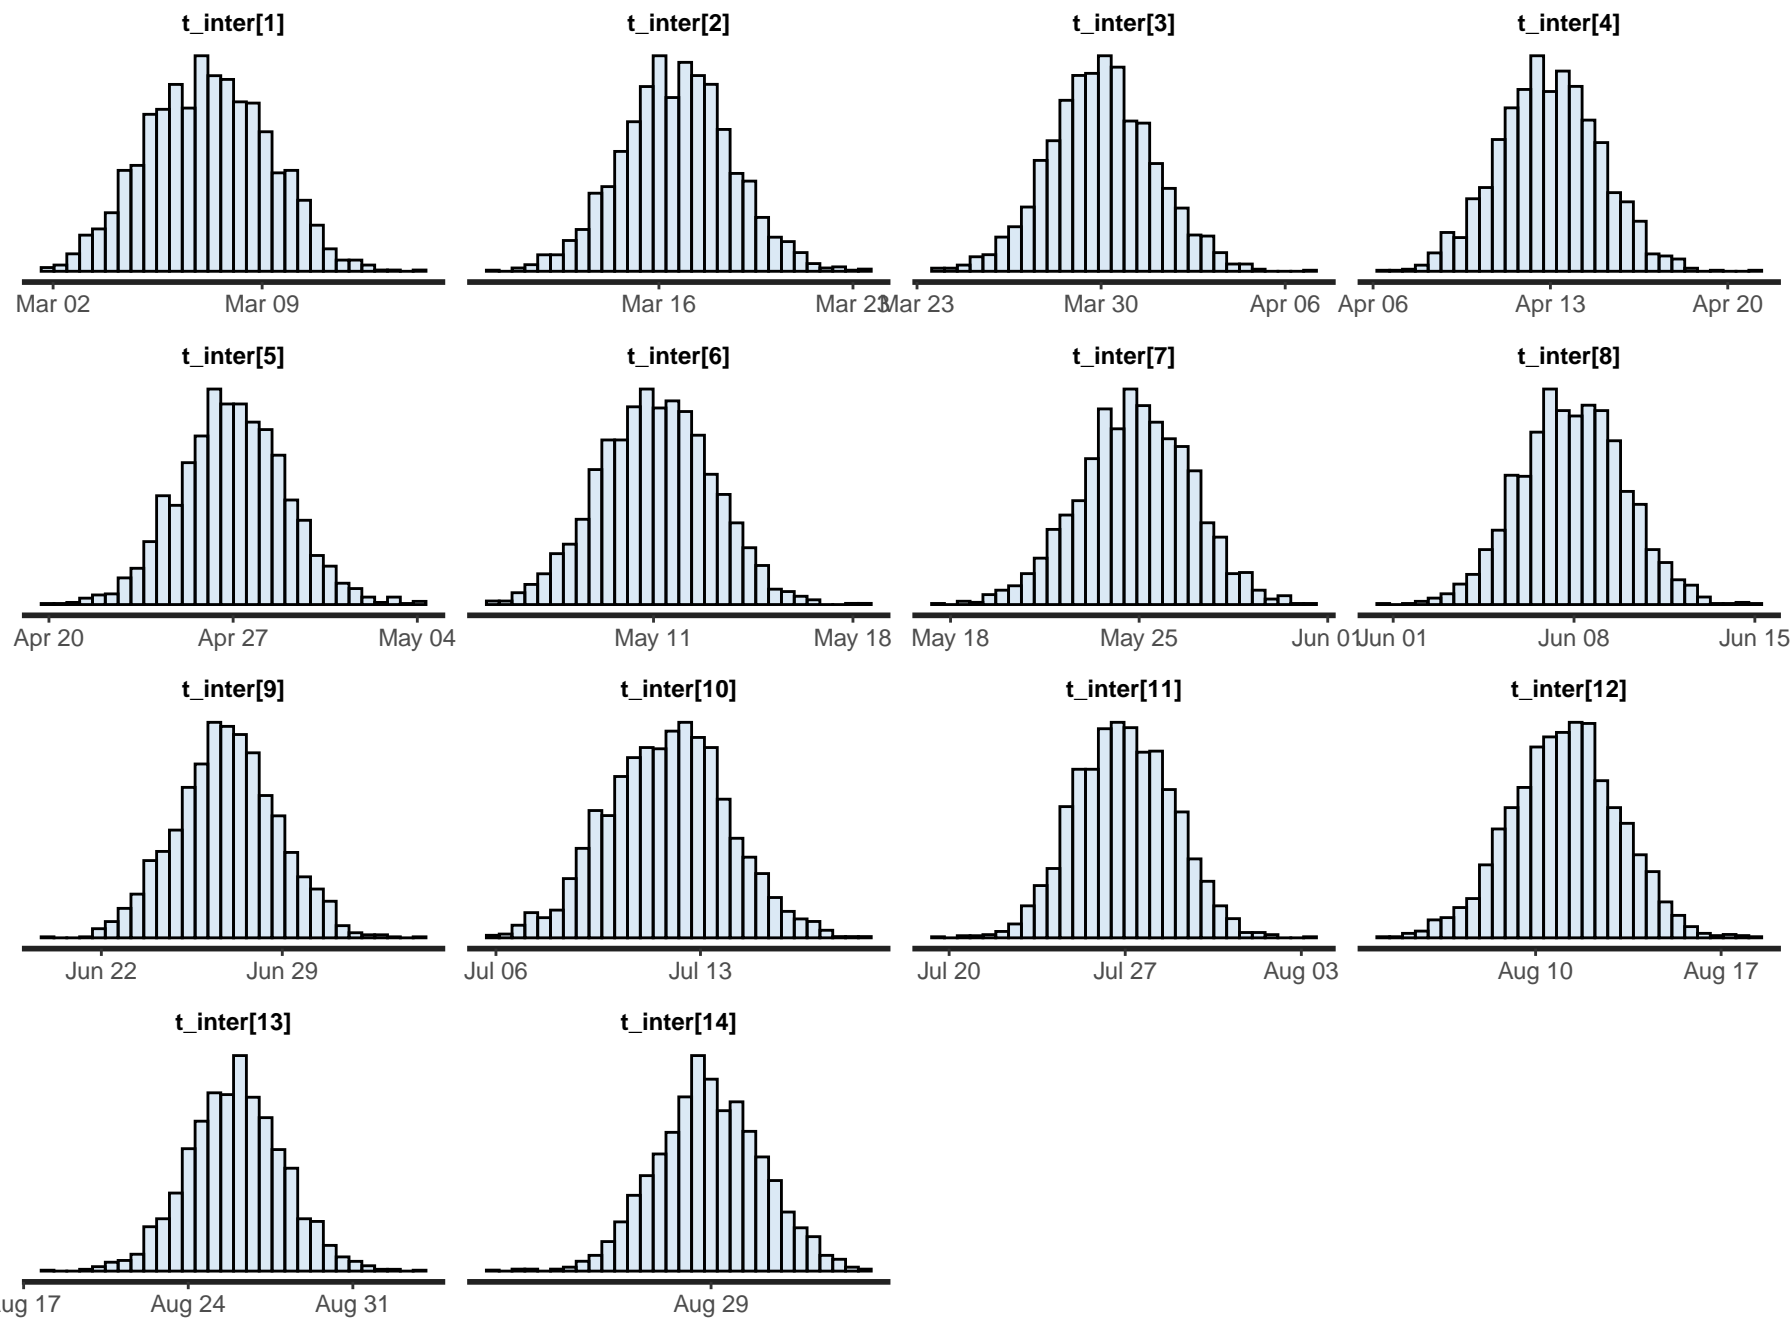 t_inter[1] t_inter[2] t_inter[3] t_inter[4]
Mar 02 Mar 09 Mar 16 Mar 23 Mar 23 Mar 30 Apr 06 Apr 06 Apr 13 Apr 20
t_inter[5] t_inter[6] t_inter[7] t_inter[8]
Apr 20 Apr 27 May 04 May 11 May 18 May 18 May 25 Jun 01 Jun 01 Jun 08 Jun 15
t_inter[9] t_inter[10] t_inter[11] t_inter[12]
Jun 22 Jun 29 Jul 06 Jul 13 Jul 20 Jul 27 Aug 03 Aug 10 Aug 17
t_inter[13] t_inter[14]
ug 17 Aug 24 Aug 31 Aug 29